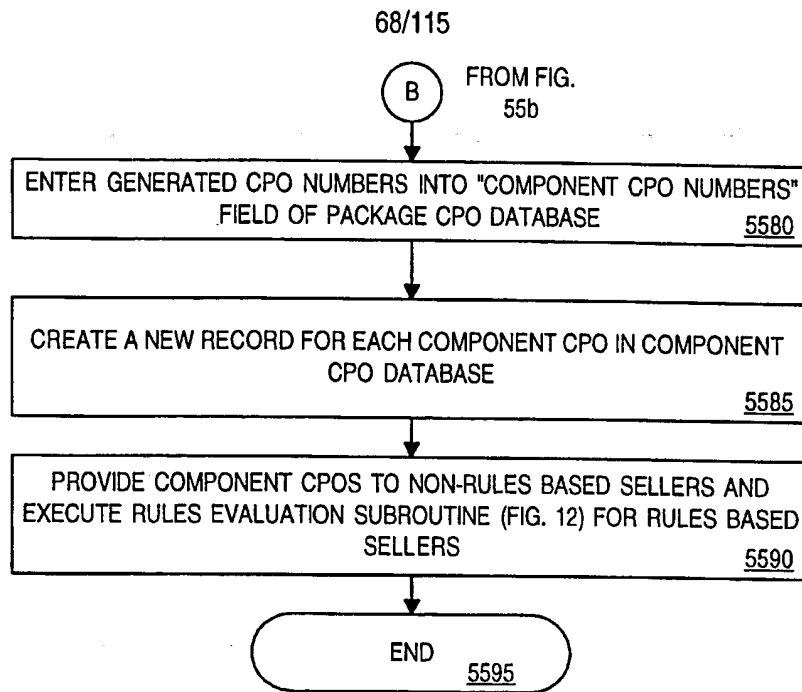 68/115
B
FROM FIG.
55b
ENTER GENERATED CPO NUMBERS INTO "COMPONENT CPO NUMBERS"
FIELD OF PACKAGE CPO DATABASE
5580
CREATE A NEW RECORD FOR EACH COMPONENT CPO IN COMPONENT
CPO DATABASE
5585
PROVIDE COMPONENT CPOS TO NON-RULES BASED SELLERS AND
EXECUTE RULES EVALUATION SUBROUTINE (FIG. 12) FOR RULES BASED
SELLERS
5590
END
5595